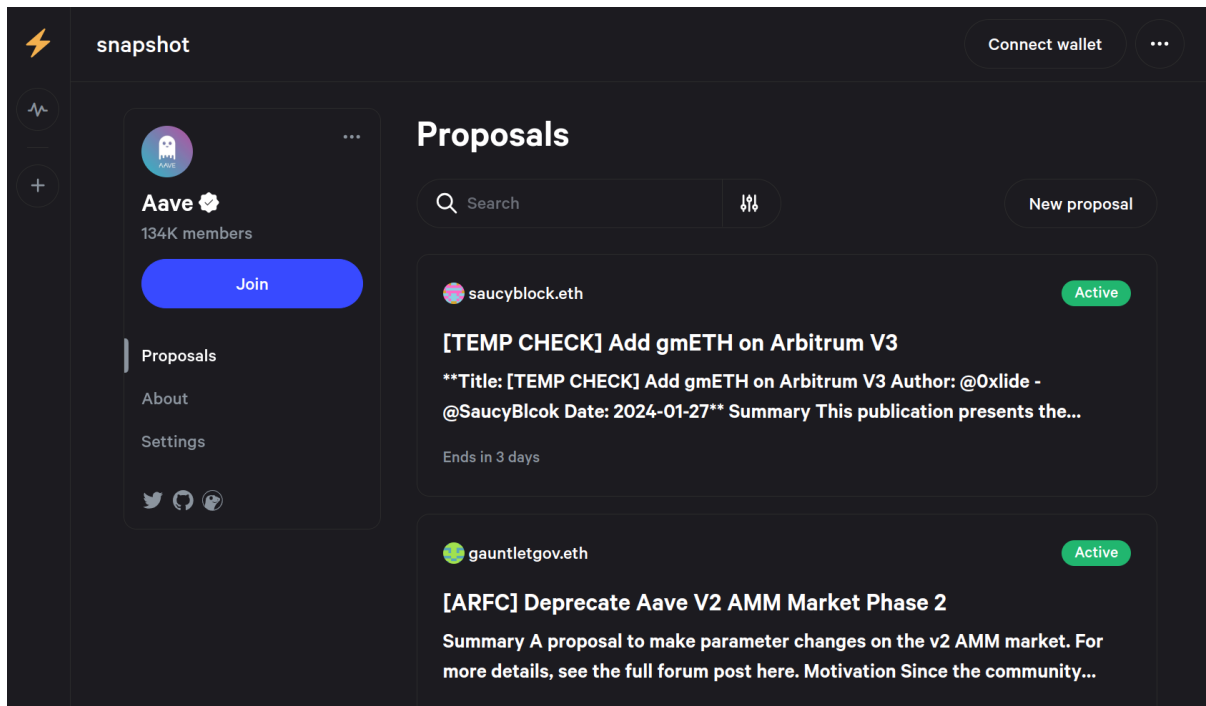 snapshot
Connect wallet
AAVE
Aave
134K members
Join
Proposals
About
Settings
Proposals
Search
New proposal
saucyblock.eth
Active
[TEMP CHECK] Add gmETH on Arbitrum V3
**Title: [TEMP CHECK] Add gmETH on Arbitrum V3 Author: @0xlide -
@SaucyBlcok Date: 2024-01-27** Summary This publication presents the...
Ends in 3 days
gauntletgov.eth
Active
[ARFC] Deprecate Aave V2 AMM Market Phase 2
Summary A proposal to make parameter changes on the v2 AMM market. For
more details, see the full forum post here. Motivation Since the community...